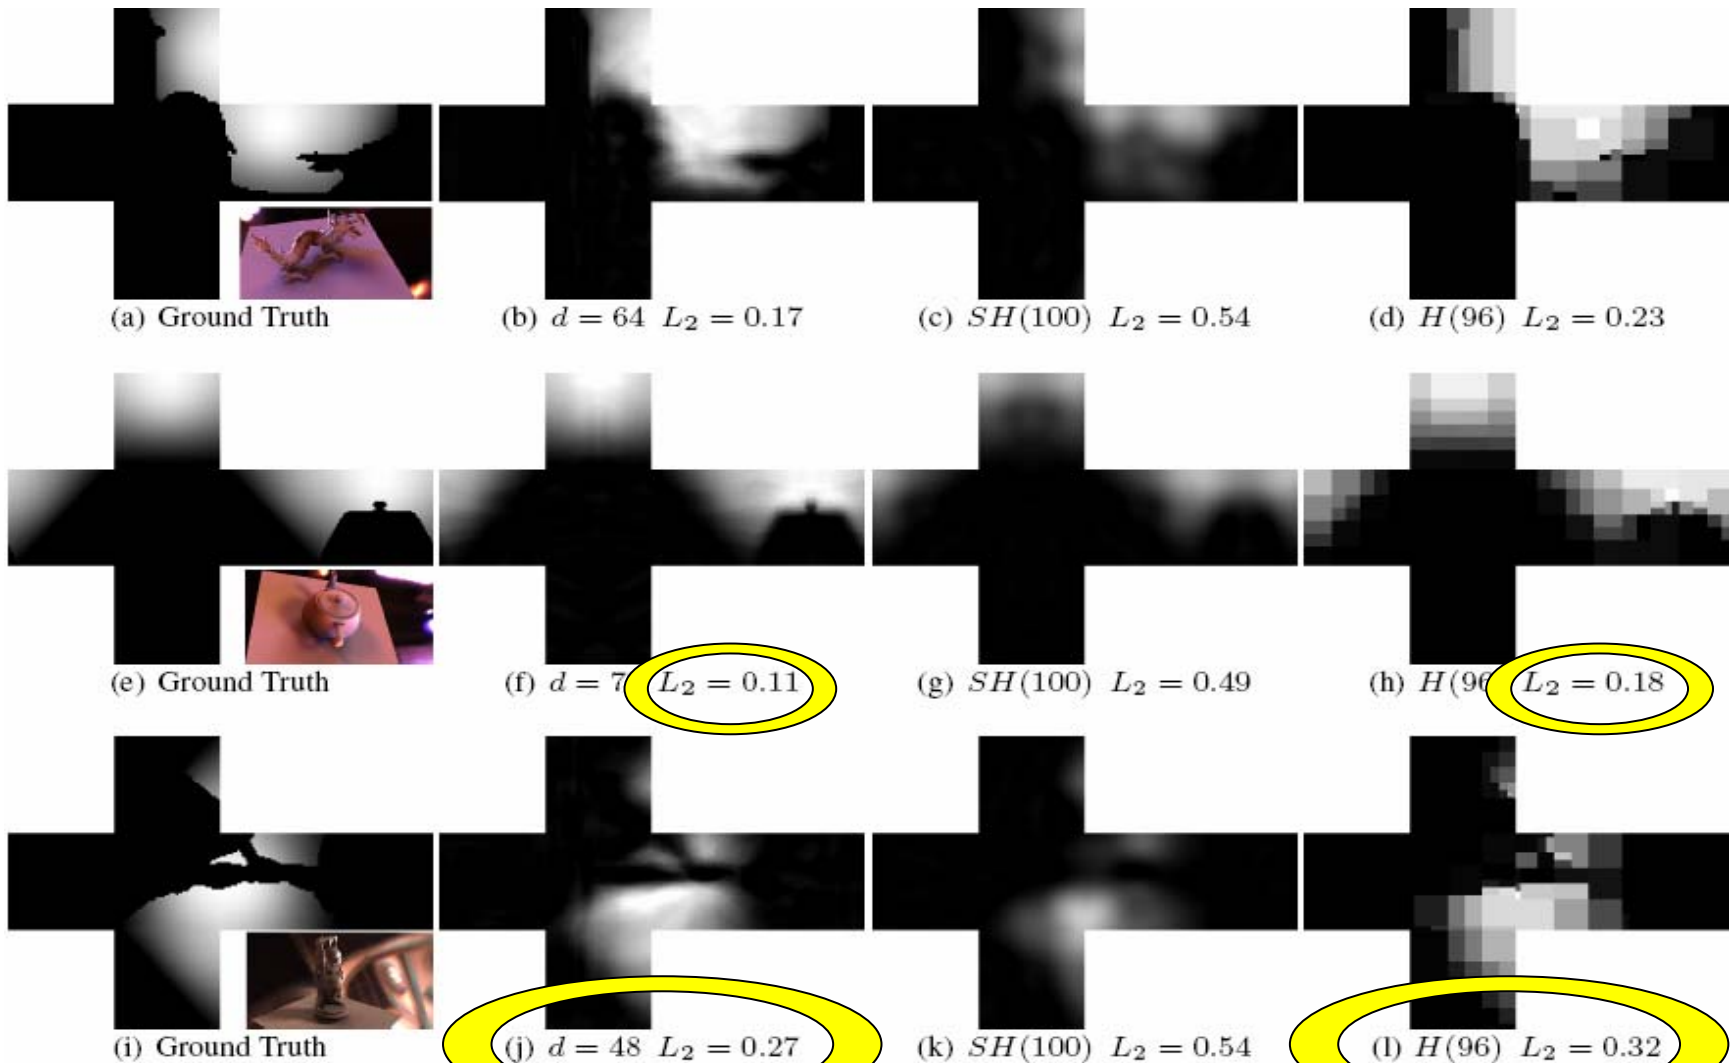 (a) Ground Truth (b) d = 64 L₂ = 0.17 (c) SH(100) L₂ = 0.54 (d) H(96) L₂ = 0.23
(e) Ground Truth (f) d = 7 L₂ = 0.11 (g) SH(100) L₂ = 0.49 (h) H(96 L₂ = 0.18
(i) Ground Truth (j) d = 48 L₂ = 0.27 (k) SH(100) L₂ = 0.54 (l) H(96) L₂ = 0.32